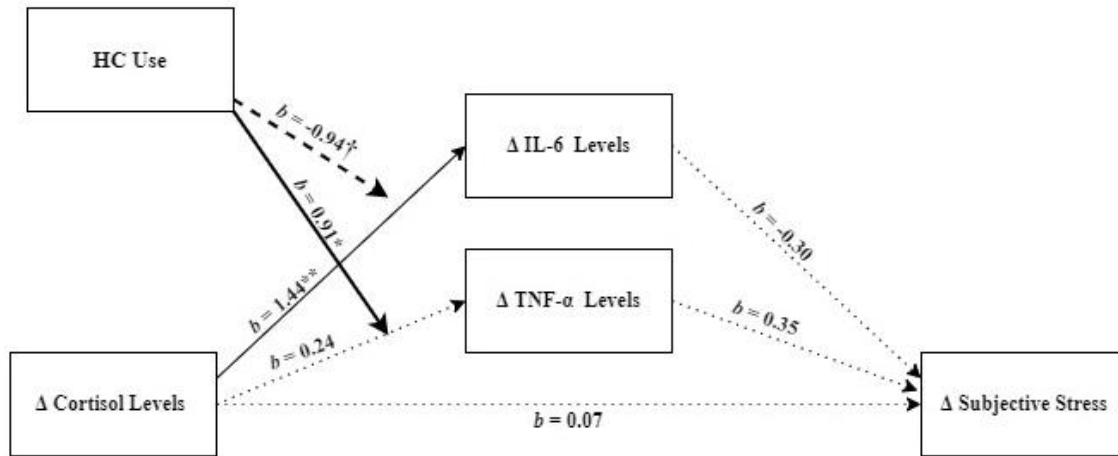 HC Use
b = -0.94†
Δ IL-6 Levels
b = 0.91*
b = 1.44**
b = -0.30
Δ TNF-α Levels
b = 0.24
b = 0.35
Δ Cortisol Levels
Δ Subjective Stress
b = 0.07